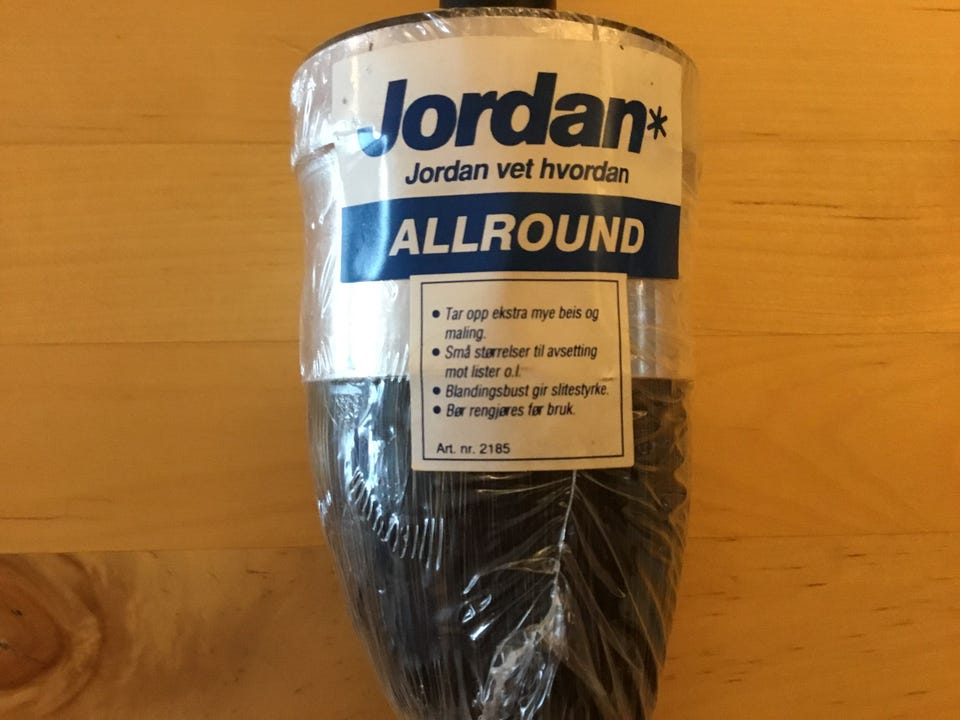 Jordan*
Jordan vet hvordan
ALLROUND
• Tar opp ekstra mye beis og
maling.
• Små størrelser til avsetting
mot lister o.l.
• Blandingsbust gir slitestyrke.
• Bør rengjøres før bruk.
Art. nr. 2185